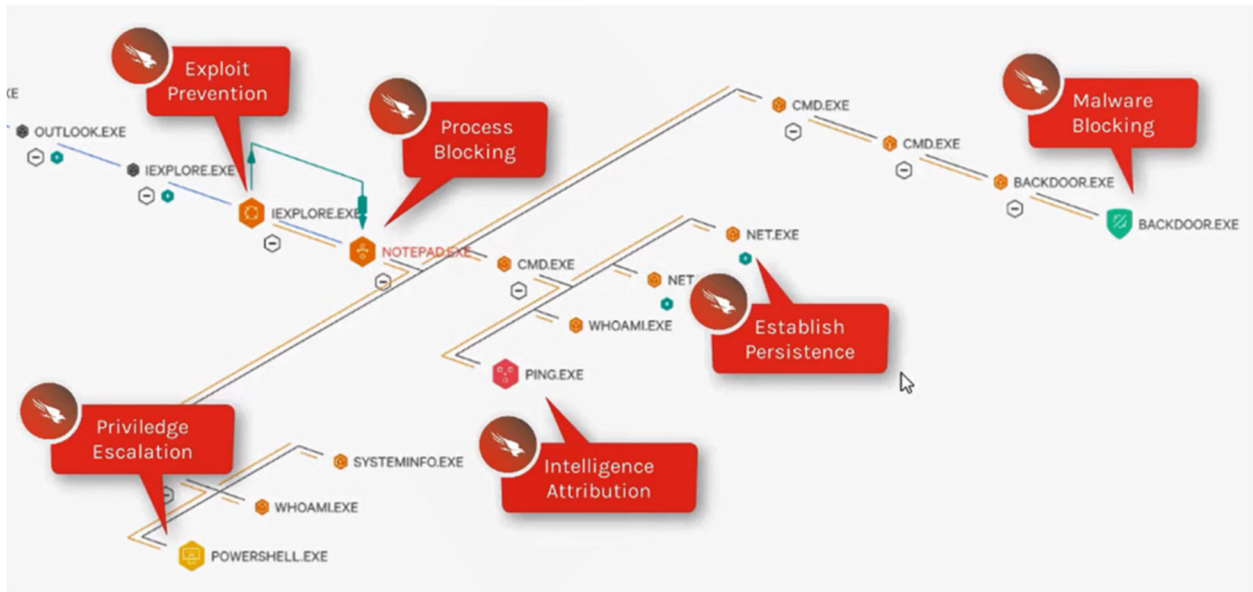 Exploit
Prevention
Process
Blocking
Malware
Blocking
XE
OUTLOOK.EXE
IEXPLORE.EXE
IEXPLORE.EXE
NOTEPAD.EXE
CMD.EXE
CMD.EXE
BACKDOOR.EXE
BACKDOOR.EXE
CMD.EXE
NET.EXE
NET
WHOAMI.EXE
PING.EXE
Establish
Persistence
Priviledge
Escalation
Intelligence
Attribution
SYSTEMINFO.EXE
WHOAMI.EXE
POWERSHELL.EXE